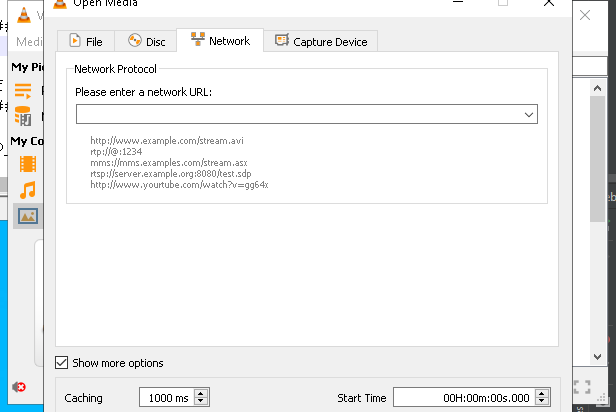 Open Media
Medi
File
Disc
Network
Capture Device
My Pi
My Co
Network Protocol
Please enter a network URL:
http://www.example.com/stream.avi
rtp://@:1234
mms://mms.examples.com/stream.asx
rtsp://server.example.org:8080/test.sdp
http://www.yourtube.com/watch?v=gg64x
Show more options
Caching
1000 ms
Start Time
00H:00m:00s.000